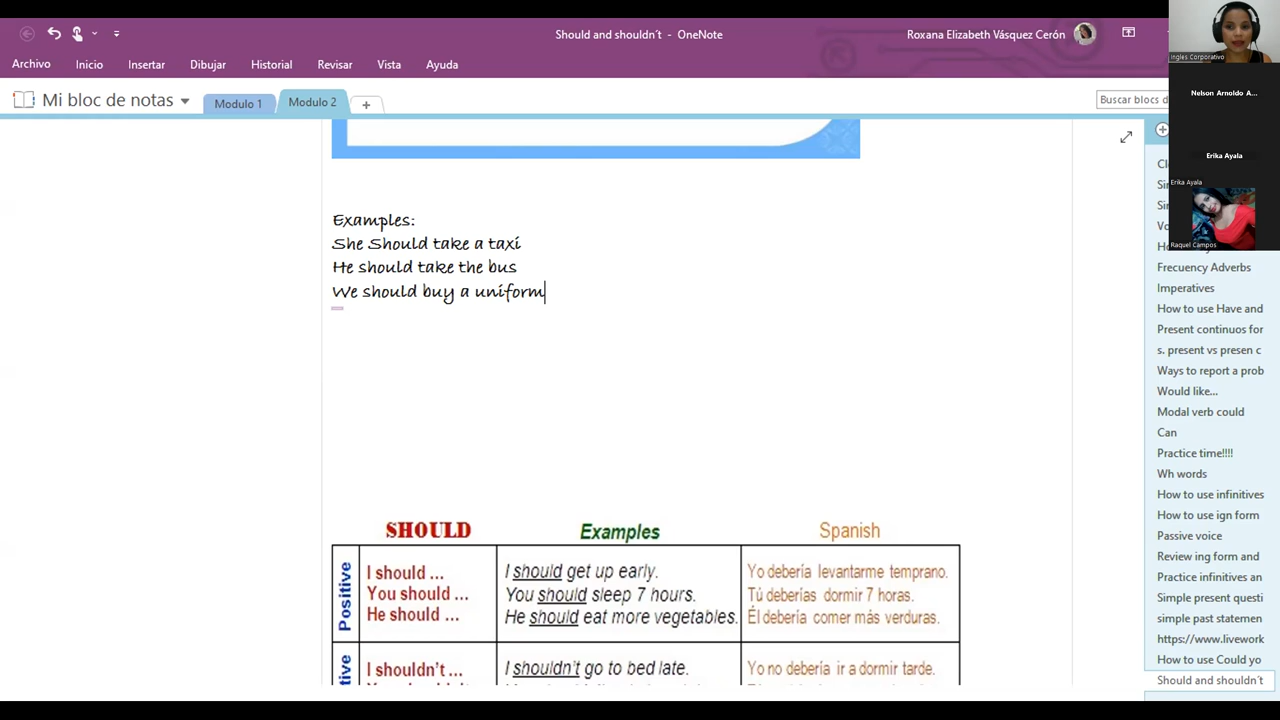 Should and shouldn´t - OneNote
Roxana Elizabeth Vásquez Cerón
Archivo
Inicio
Insertar
Dibujar
Historial
Revisar
Vista
Ayuda
Mi bloc de notas
Modulo 1
Modulo 2
Buscar blocs d
Ingles Corporativo
Nelson Arnoldo A...
Erika Ayala
Erika Ayala
Raquel Campos
Examples:
She Should take a taxi
He should take the bus
We should buy a uniform
SHOULD
Examples
Spanish
Positive
I should ...
You should ...
He should ...
I should get up early.
You should sleep 7 hours.
He should eat more vegetables.
Yo debería levantarme temprano.
Tú deberías dormir 7 horas.
Él debería comer más verduras.
tive
I shouldn't ...
I shouldn't go to bed late.
Yo no debería ir a dormir tarde.
Frecuency Adverbs
Imperatives
How to use Have and
Present continuos for
s. present vs presen c
Ways to report a prob
Would like...
Modal verb could
Can
Practice time!!!!
Wh words
How to use infinitives
How to use ign form
Passive voice
Review ing form and
Practice infinitives an
Simple present questi
simple past statemen
https://www.livework
How to use Could yo
Should and shouldn´t